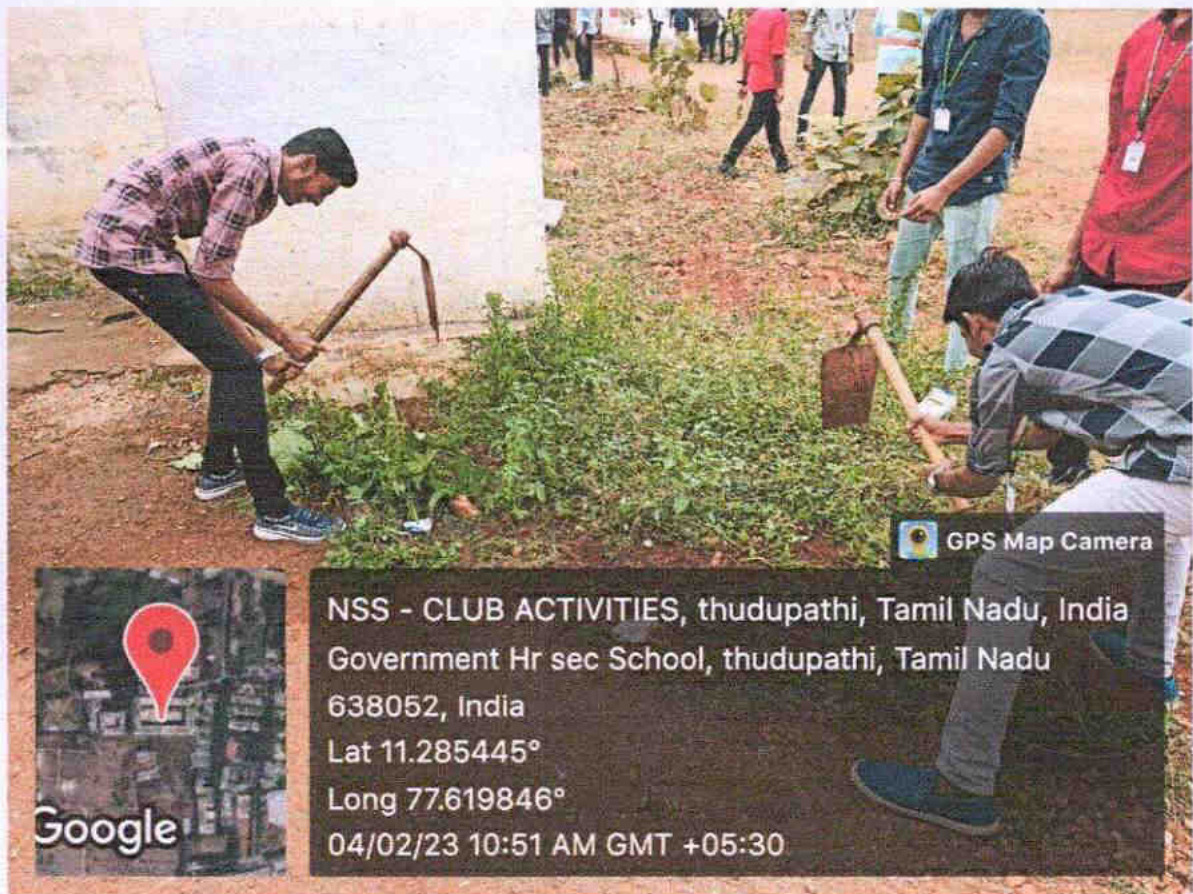 GPS Map Camera
NSS - CLUB ACTIVITIES, thudupathi, Tamil Nadu, India
Government Hr sec School, thudupathi, Tamil Nadu
638052, India
Lat 11.285445°
Long 77.619846°
04/02/23 10:51 AM GMT +05:30
Google